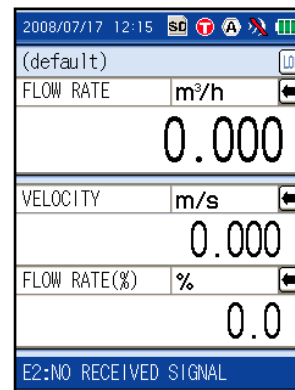 2008/07/17 12:15 SD T A
(default)
FLOW RATE m³/h
0.000
VELOCITY m/s
0.000
FLOW RATE(%) %
0.0
E2:NO RECEIVED SIGNAL